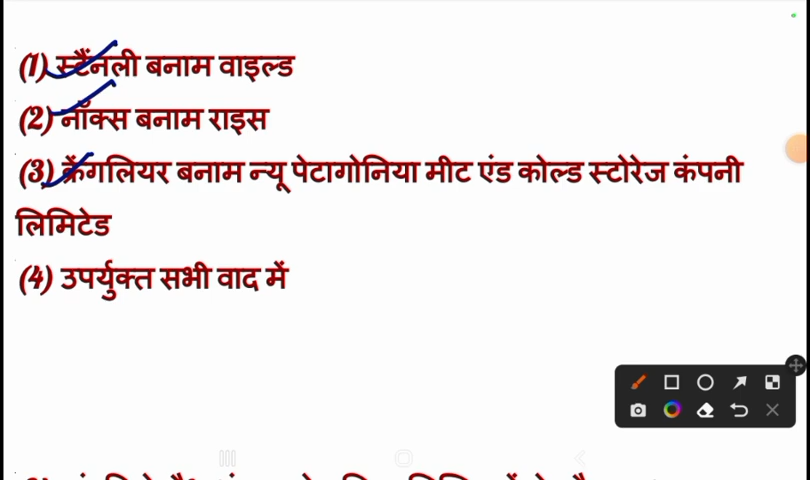 (1) स्टैंनली बनाम वाइल्ड
(2) नॉक्स बनाम राइस
(3) क्रेंगलियर बनाम न्यू पेटागोनिया मीट एंड कोल्ड स्टोरेज कंपनी
लिमिटेड
(4) उपर्युक्त सभी वाद में